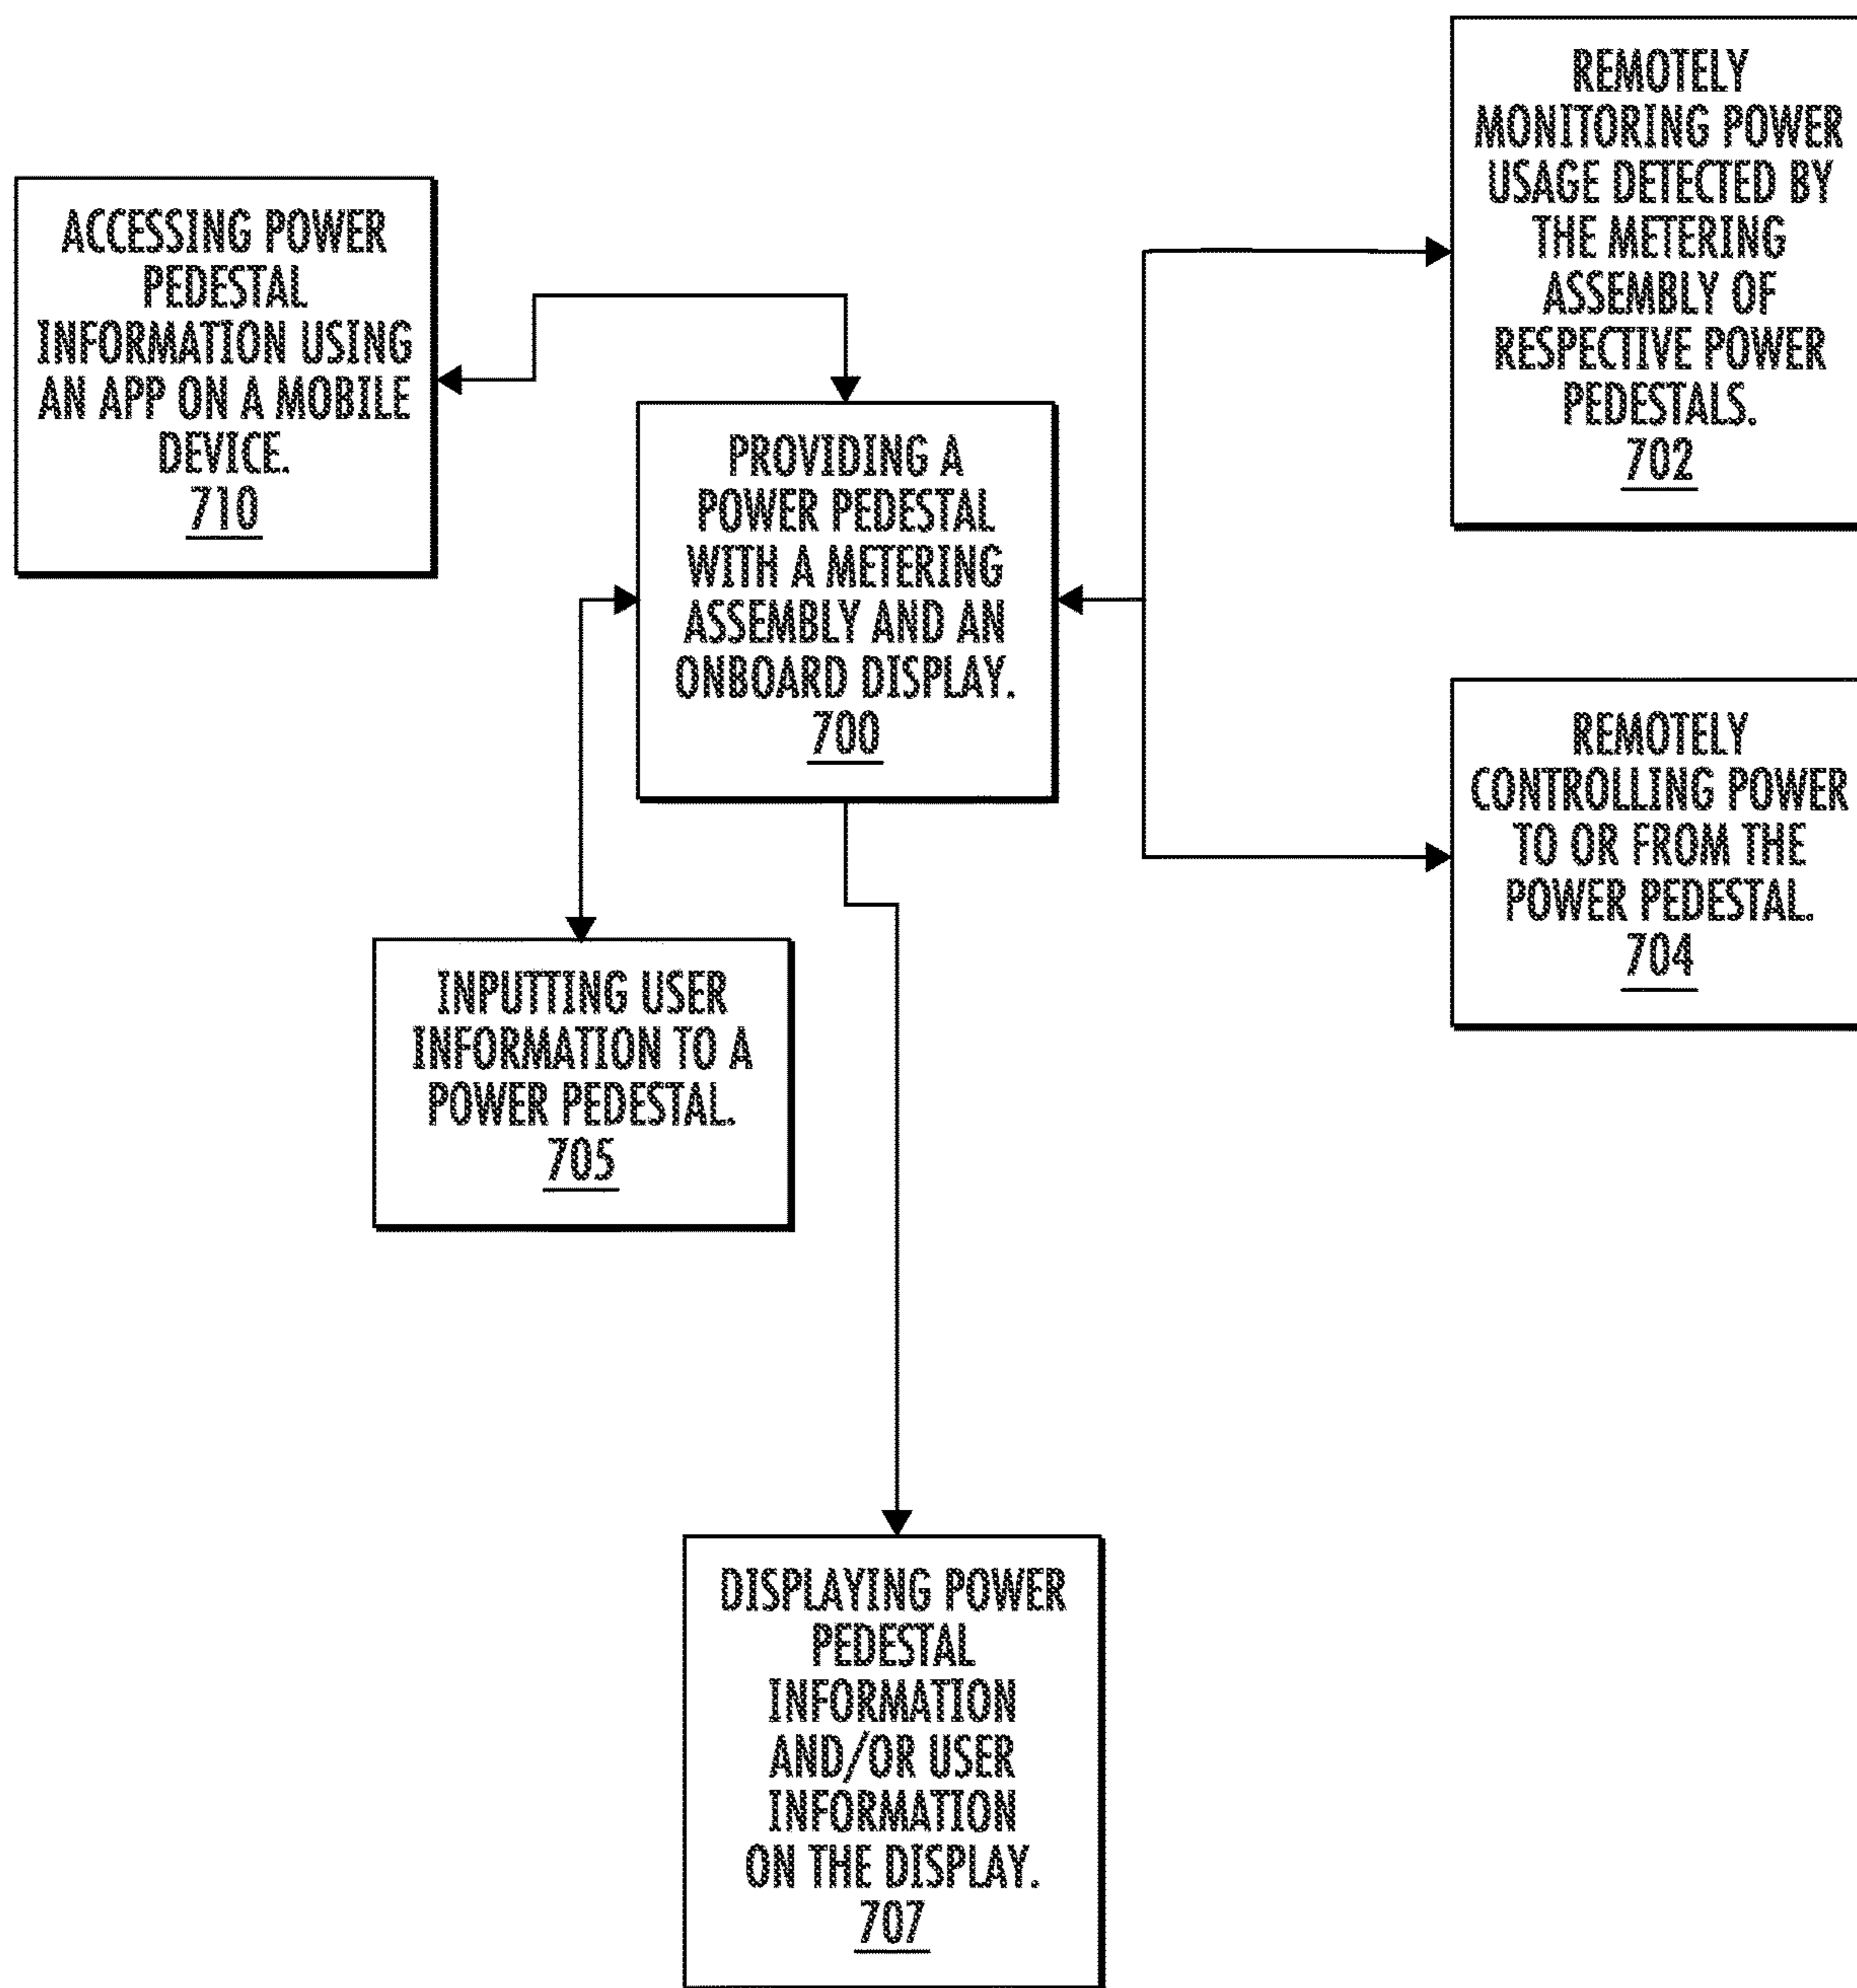 ACCESSING POWER
PEDESTAL
INFORMATION USING
AN APP ON A MOBILE
DEVICE.
710
PROVIDING A
POWER PEDESTAL
WITH A METERING
ASSEMBLY AND AN
ONBOARD DISPLAY.
700
REMOTELY
MONITORING POWER
USAGE DETECTED BY
THE METERING
ASSEMBLY OF
RESPECTIVE POWER
PEDESTALS.
702
REMOTELY
CONTROLLING POWER
TO OR FROM THE
POWER PEDESTAL.
704
INPUTTING USER
INFORMATION TO A
POWER PEDESTAL.
705
DISPLAYING POWER
PEDESTAL
INFORMATION
AND/OR USER
INFORMATION
ON THE DISPLAY.
707